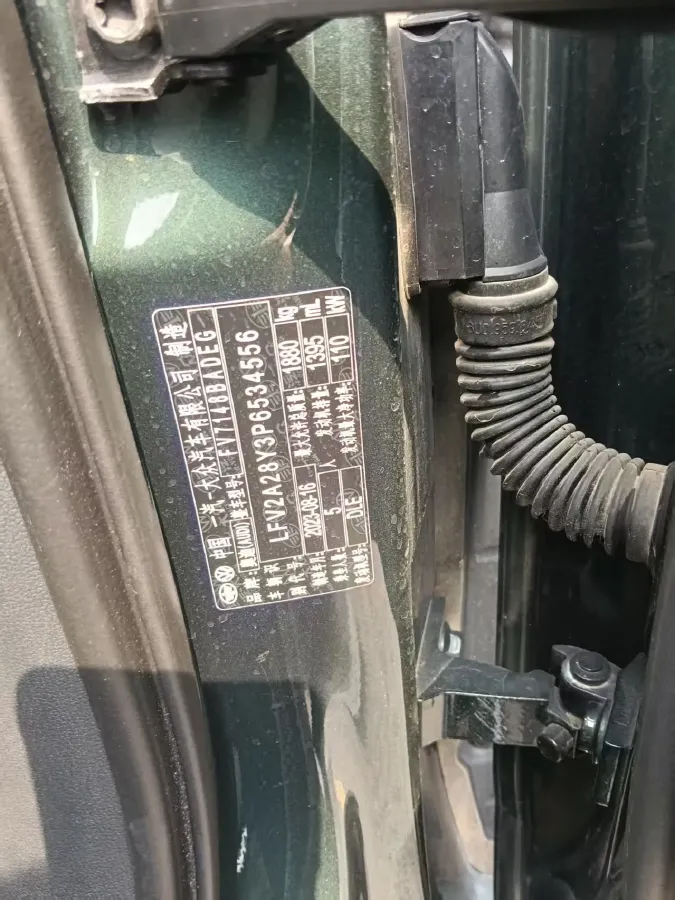 中国 一汽-大众汽车有限公司 制造
品牌: 奥迪(AUDI) 整车型号: FV7148BADEG
车辆识别代号: LFV2A28Y3P6534556
制造年月: 2023-08-16 最大允许总质量: 1880 kg
乘坐人数: 5 人 发动机排量: 1395 mL
发动机型号: DLE 发动机最大净功率: 110 kW